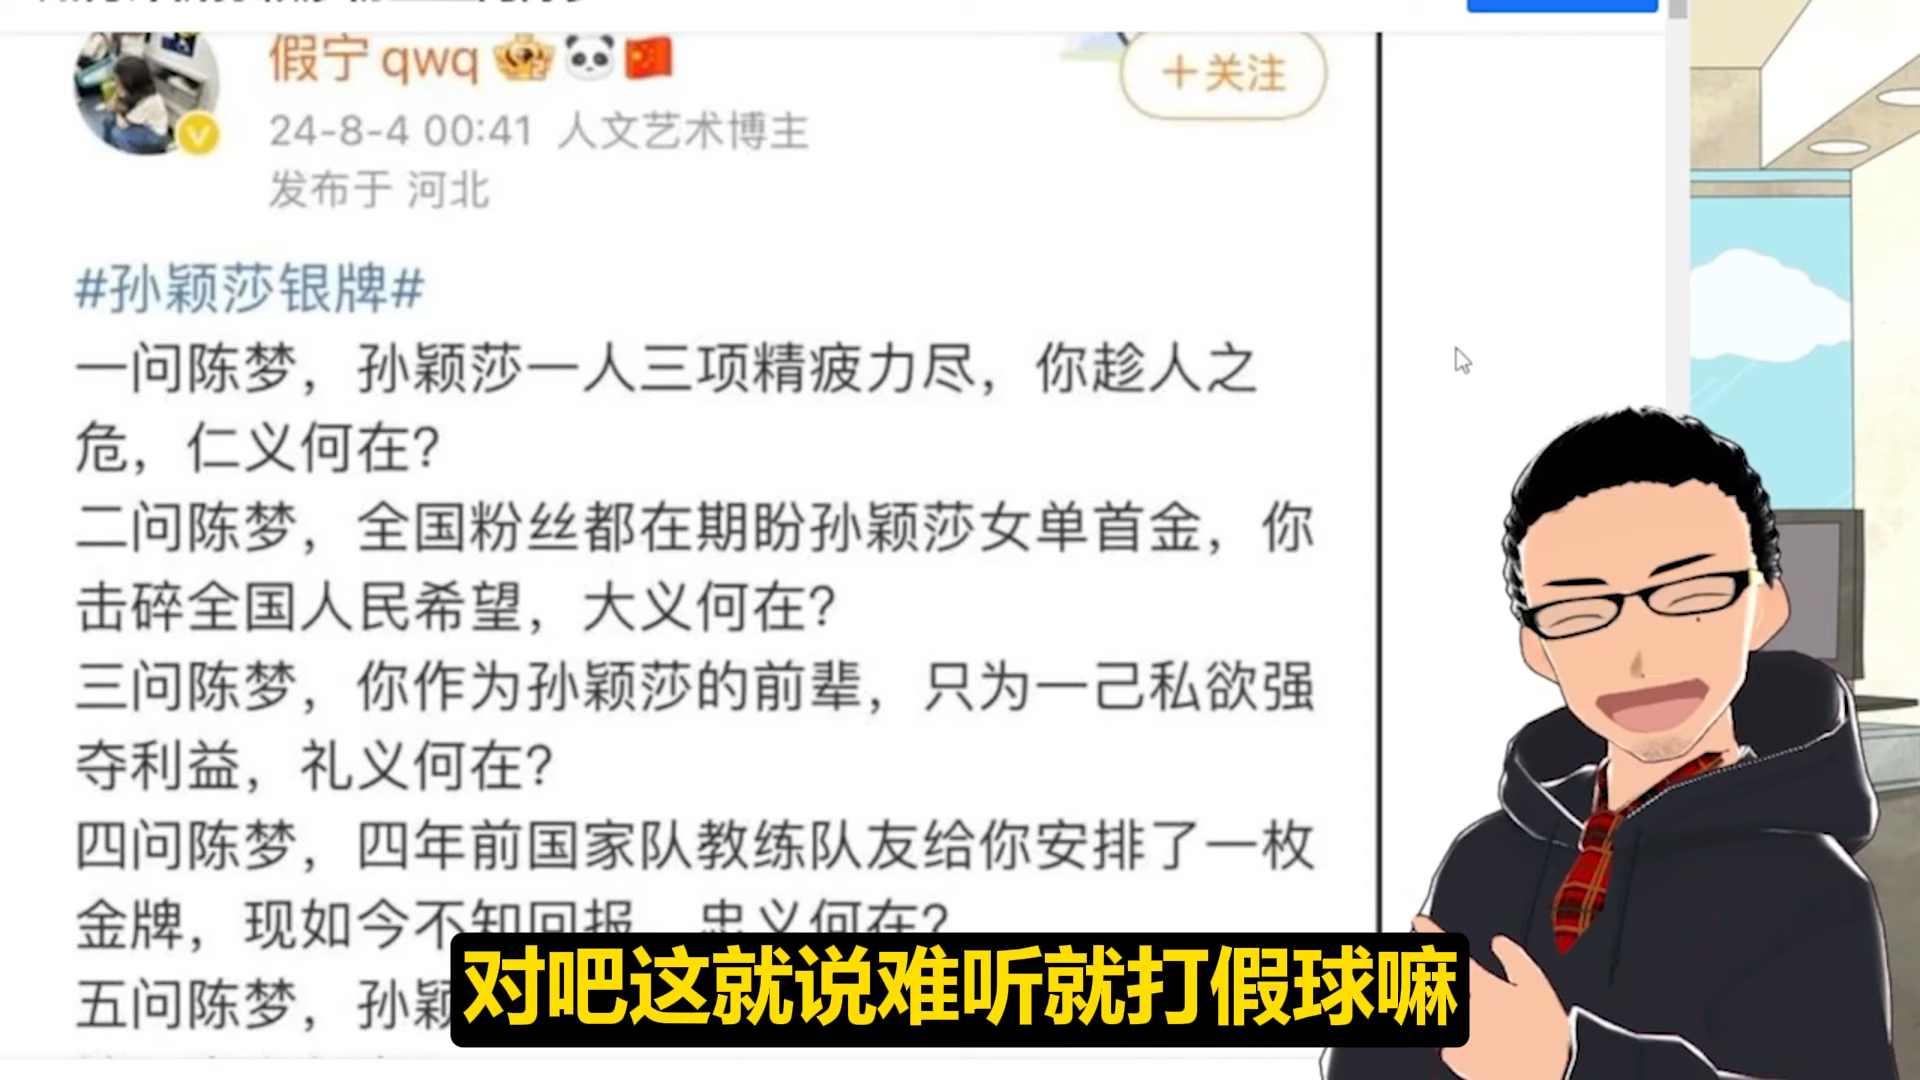 假宁qwq
+关注
24-8-4 00:41 人文艺术博主
发布于 河北
#孙颖莎银牌#
一问陈梦，孙颖莎一人三项精疲力尽，你趁人之
危，仁义何在？
二问陈梦，全国粉丝都在期盼孙颖莎女单首金，你
击碎全国人民希望，大义何在？
三问陈梦，你作为孙颖莎的前辈，只为一己私欲强
夺利益，礼义何在？
四问陈梦，四年前国家队教练队友给你安排了一枚
金牌，现如今不知回报，忠义何在？
五问陈梦，孙颖
对吧这就说难听就打假球嘛